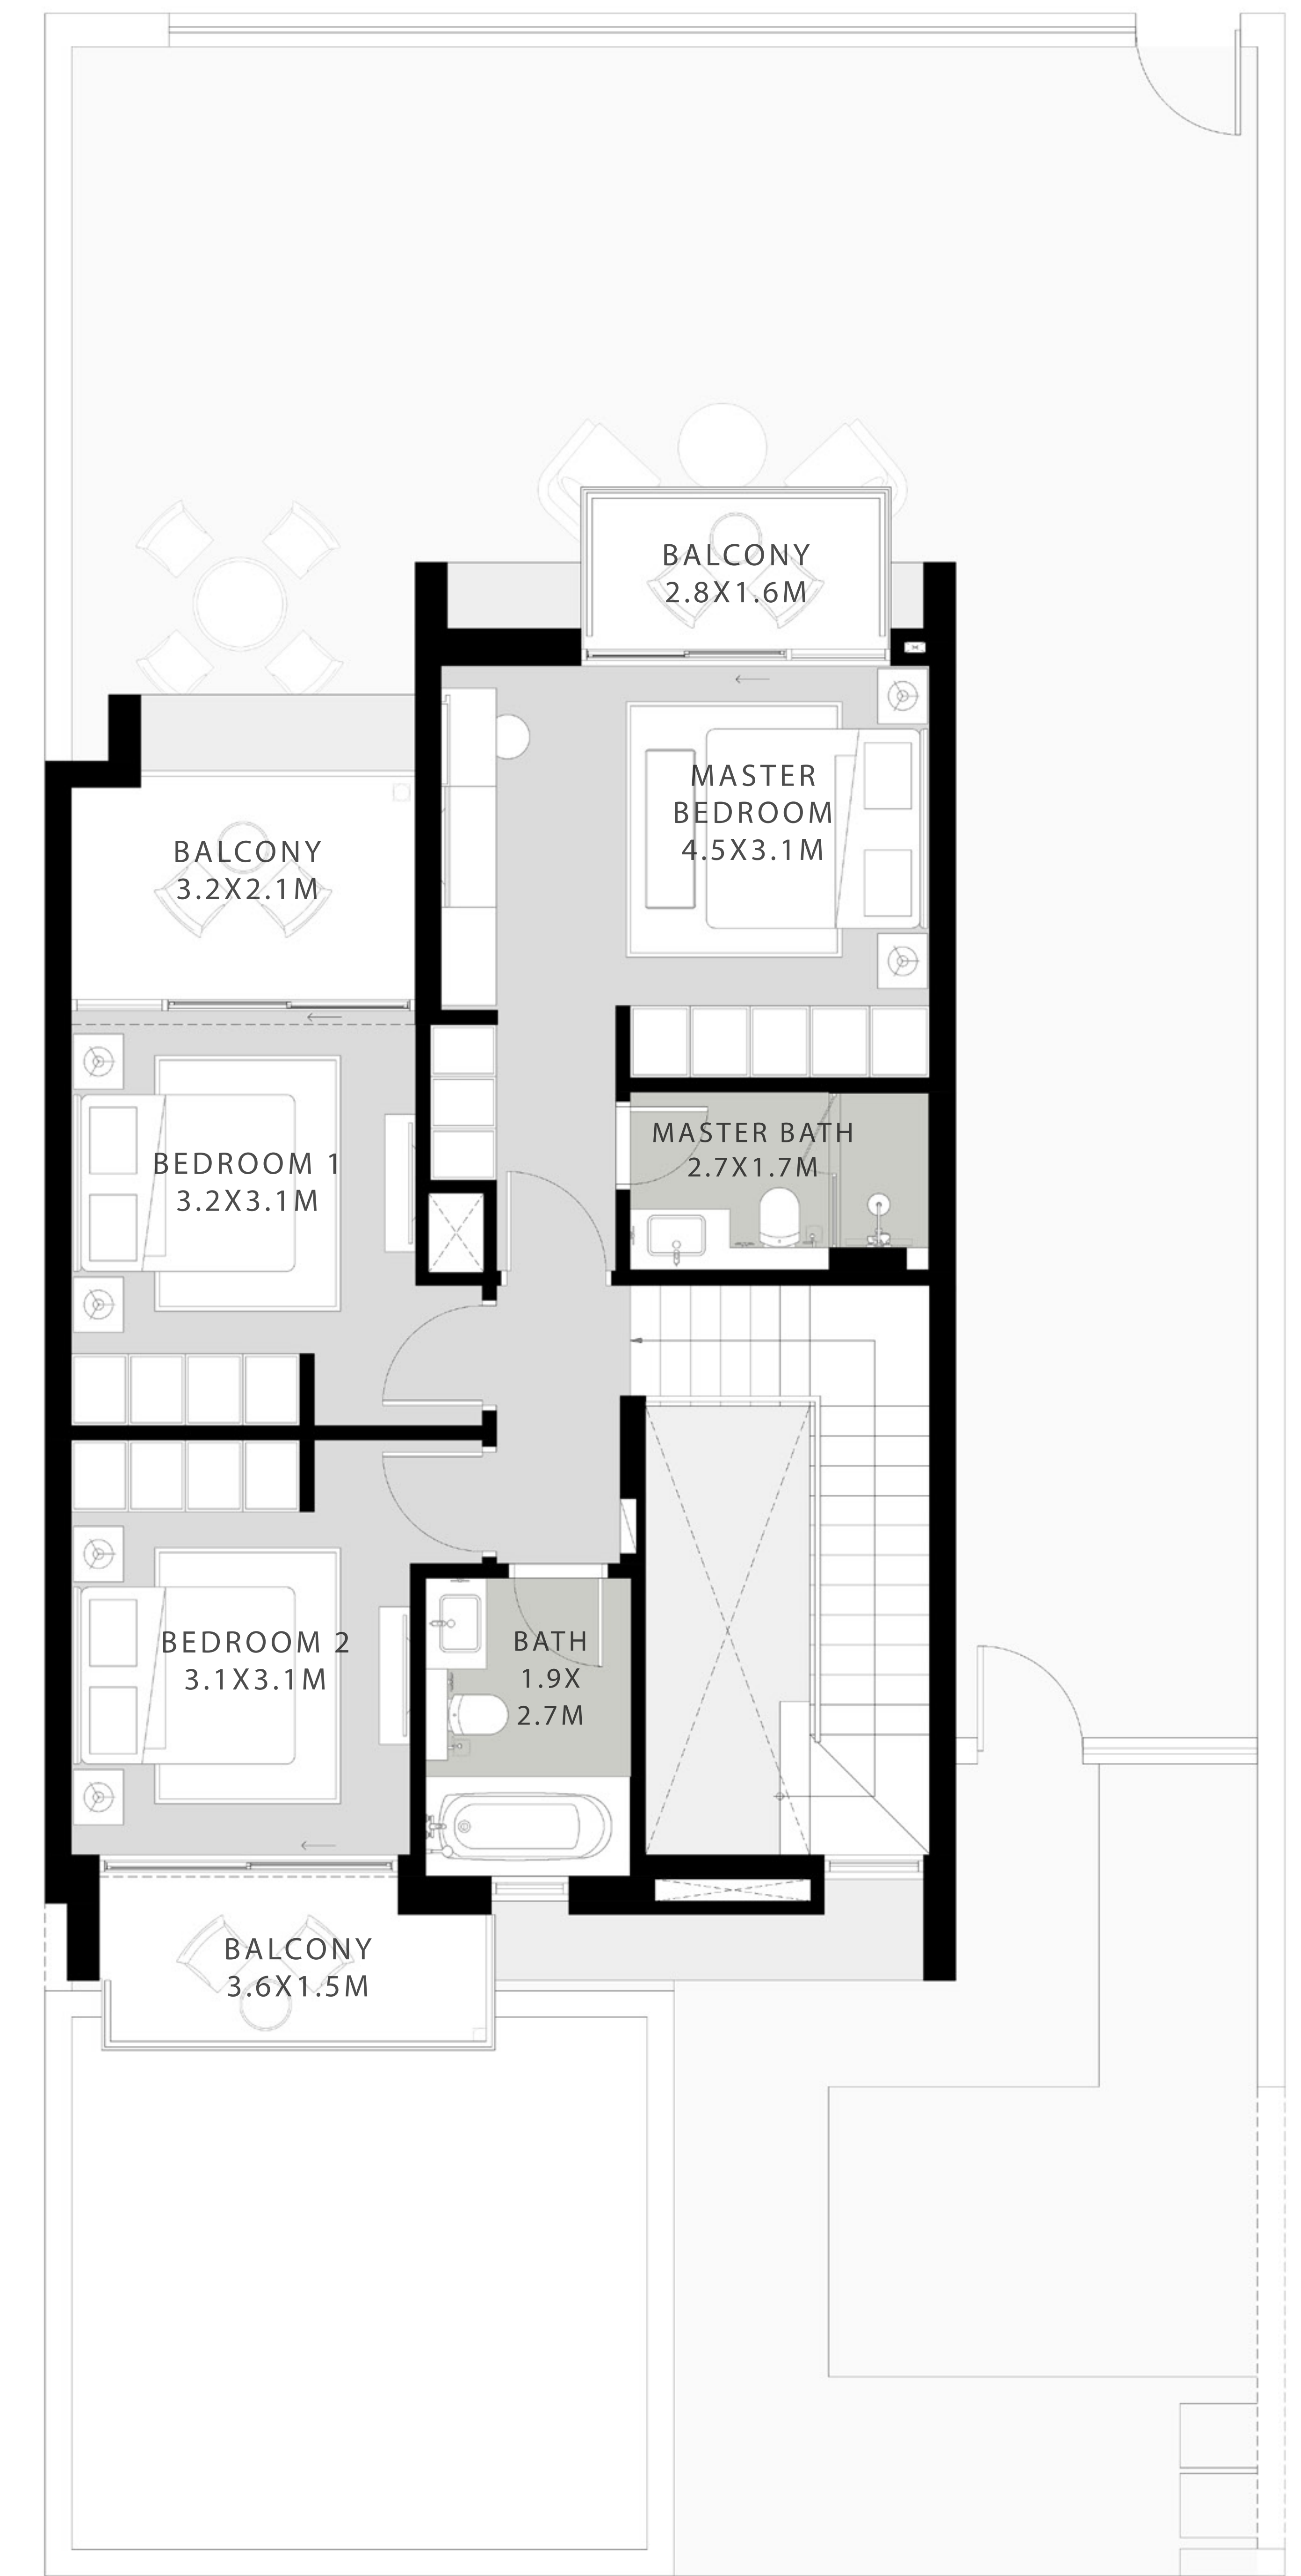 BALCONY
2.8X1.6M
MASTER
BEDROOM
4.5X3.1M
BALCONY
3.2X2.1M
MASTER BATH
2.7X1.7M
BEDROOM 1
3.2X3.1M
BEDROOM 2
3.1X3.1M
BATH
1.9X
2.7M
BALCONY
3.6X1.5M